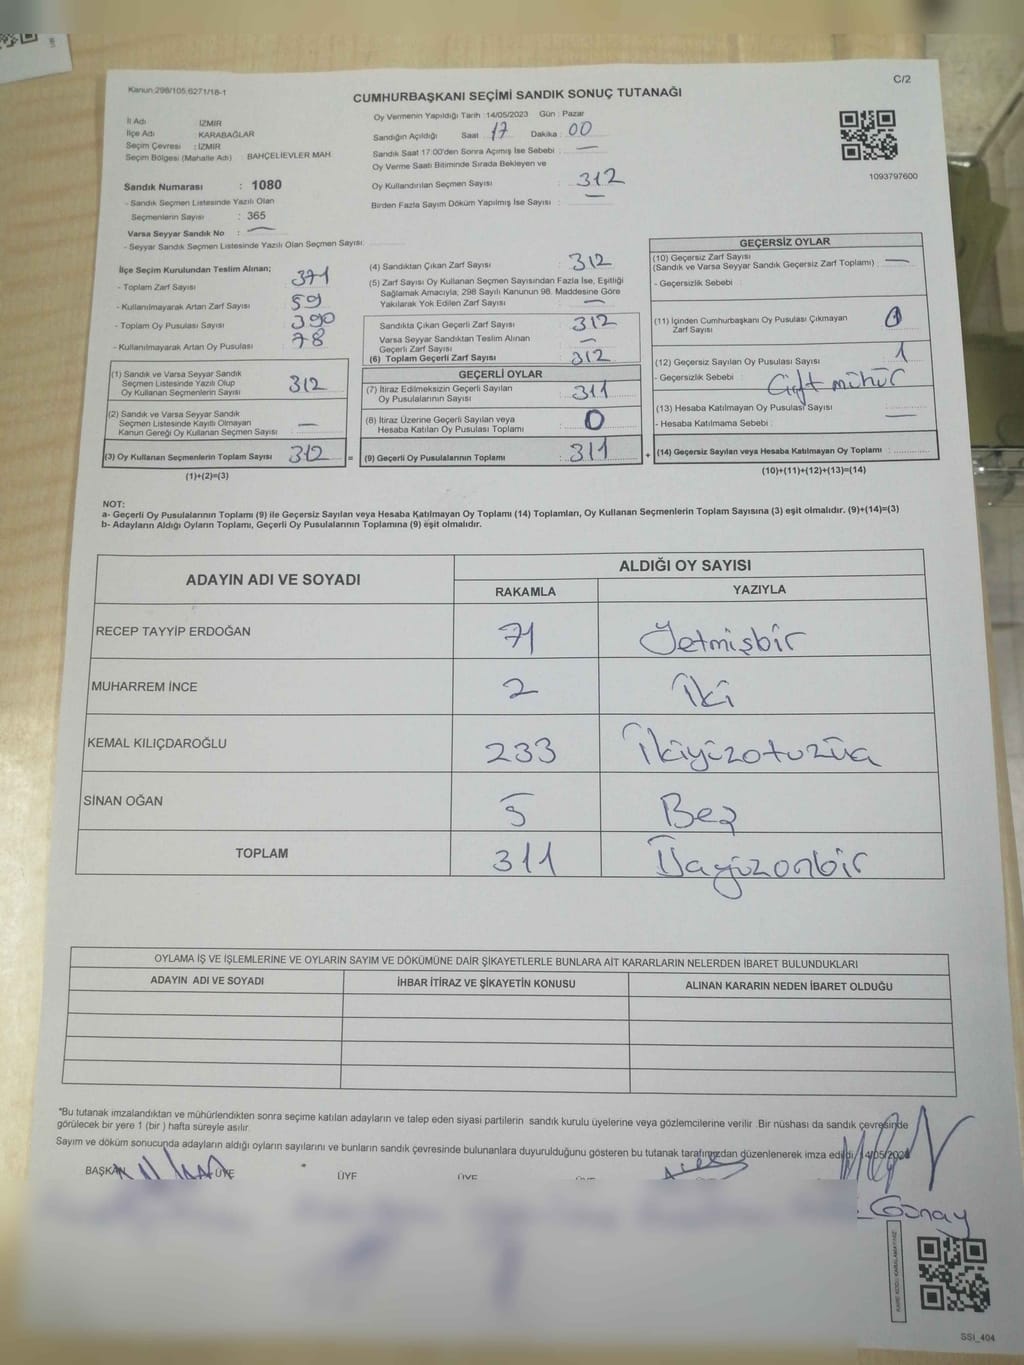 Kanun:298/105,6271/18-1
C/2
CUMHURBAŞKANI SEÇİMİ SANDIK SONUÇ TUTANAĞI
İl Adı İZMİR
İlçe Adı KARABAĞLAR
Seçim Çevresi : İZMİR
Seçim Bölgesi (Mahalle Adı) BAHÇELİEVLER MAH
Sandık Numarası : 1080
- Sandık Seçmen Listesinde Yazılı Olan
Seçmenlerin Sayısı : 365
Varsa Seyyar Sandık No : —
- Seyyar Sandık Seçmen Listesinde Yazılı Olan Seçmen Sayısı:
Oy Vermenin Yapıldığı Tarih :14/05/2023 Gün : Pazar
Sandığın Açıldığı Saat 17 Dakika 00
Sandık Saat 17:00'den Sonra Açımış İse Sebebi : —
Oy Verme Saati Bitiminde Sırada Bekleyen ve
Oy Kullandırılan Seçmen Sayısı : 312
Birden Fazla Sayım Döküm Yapılmış İse Sayısı : —
1093797600
İlçe Seçim Kurulundan Teslim Alınan;
- Toplam Zarf Sayısı : 371
- Kullanılmayarak Artan Zarf Sayısı : 59
- Toplam Oy Pusulası Sayısı : 390
- Kullanılmayarak Artan Oy Pusulası : 78
(1) Sandık ve Varsa Seyyar Sandık
Seçmen Listesinde Yazılı Olup
Oy Kullanan Seçmenlerin Sayısı : 312
(2) Sandık ve Varsa Seyyar Sandık
Seçmen Listesinde Kayıtlı Olmayan
Kanun Gereği Oy Kullanan Seçmen Sayısı : —
(3) Oy Kullanan Seçmenlerin Toplam Sayısı 312 =
(1)+(2)=(3)
(4) Sandıktan Çıkan Zarf Sayısı : 312
(5) Zarf Sayısı Oy Kullanan Seçmen Sayısından Fazla İse, Eşitliği
Sağlamak Amacıyla; 298 Sayılı Kanunun 98. Maddesine Göre
Yakılarak Yok Edilen Zarf Sayısı : —
Sandıkta Çıkan Geçerli Zarf Sayısı : 312
Varsa Seyyar Sandıktan Teslim Alınan
Geçerli Zarf Sayısı : —
(6) Toplam Geçerli Zarf Sayısı : 312
GEÇERLİ OYLAR
(7) İtiraz Edilmeksizin Geçerli Sayılan
Oy Pusulalarının Sayısı : 311
(8) İtiraz Üzerine Geçerli Sayılan veya
Hesaba Katılan Oy Pusulası Toplamı : 0
(9) Geçerli Oy Pusulalarının Toplamı : 311 +
GEÇERSİZ OYLAR
(10) Geçersiz Zarf Sayısı
(Sandık ve Varsa Seyyar Sandık Geçersiz Zarf Toplamı) : —
- Geçersizlik Sebebi :
(11) İçinden Cumhurbaşkanı Oy Pusulası Çıkmayan
Zarf Sayısı : 0
(12) Geçersiz Sayılan Oy Pusulası Sayısı : 1
- Geçersizlik Sebebi : Çift mühür
(13) Hesaba Katılmayan Oy Pusulası Sayısı : —
- Hesaba Katılmama Sebebi :
(14) Geçersiz Sayılan veya Hesaba Katılmayan Oy Toplamı :
(10)+(11)+(12)+(13)=(14)
NOT:
a- Geçerli Oy Pusulalarının Toplamı (9) ile Geçersiz Sayılan veya Hesaba Katılmayan Oy Toplamı (14) Toplamları, Oy Kullanan Seçmenlerin Toplam Sayısına (3) eşit olmalıdır. (9)+(14)=(3)
b- Adayların Aldığı Oyların Toplamı, Geçerli Oy Pusulalarının Toplamına (9) eşit olmalıdır.
ADAYIN ADI VE SOYADI
ALDIĞI OY SAYISI
RAKAMLA YAZIYLA
RECEP TAYYİP ERDOĞAN 71 Yetmişbir
MUHARREM İNCE 2 İki
KEMAL KILIÇDAROĞLU 233 İkiyüzotuzüç
SİNAN OĞAN 5 Beş
TOPLAM 311 Üçyüzonbir
OYLAMA İŞ VE İŞLEMLERİNE VE OYLARIN SAYIM VE DÖKÜMÜNE DAİR ŞİKAYETLERLE BUNLARA AİT KARARLARIN NELERDEN İBARET BULUNDUKLARI
ADAYIN ADI VE SOYADI İHBAR İTİRAZ VE ŞİKAYETİN KONUSU ALINAN KARARIN NEDEN İBARET OLDUĞU
*Bu tutanak imzalandıktan ve mühürlendikten sonra seçime katılan adayların ve talep eden siyasi partilerin sandık kurulu üyelerine veya gözlemcilerine verilir .Bir nüshası da sandık çevresinde
görülecek bir yere 1 (bir ) hafta süreyle asılır.
Sayım ve döküm sonucunda adayların aldığı oyların sayılarını ve bunların sandık çevresinde bulunanlara duyurulduğunu gösteren bu tutanak tarafımızdan düzenlenerek imza edildi.
BAŞKAN ÜYE ÜYE ÜYE
Günay
SSİ_404